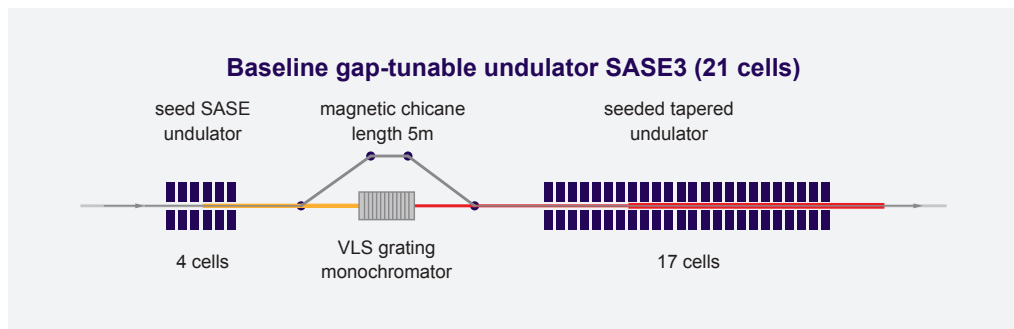 Baseline gap-tunable undulator SASE3 (21 cells)
seed SASE
undulator
magnetic chicane
length 5m
seeded tapered
undulator
4 cells
VLS grating
monochromator
17 cells